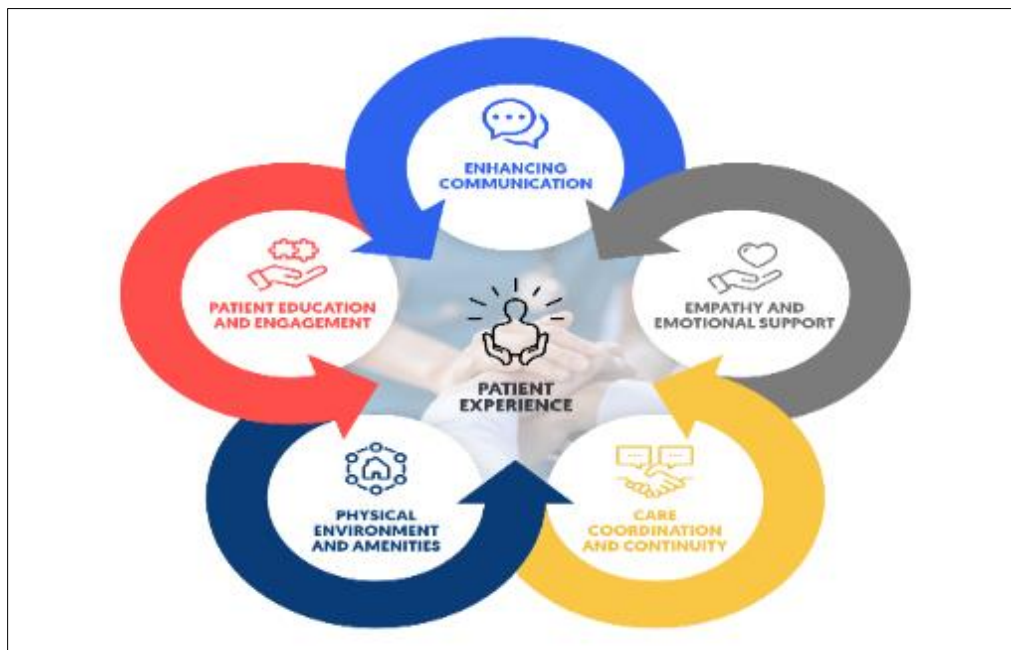 ENHANCING
COMMUNICATION
PATIENT EDUCATION
AND ENGAGEMENT
EMPATHY AND
EMOTIONAL SUPPORT
PATIENT
EXPERIENCE
PHYSICAL
ENVIRONMENT
AND AMENITIES
CARE
COORDINATION
AND CONTINUITY